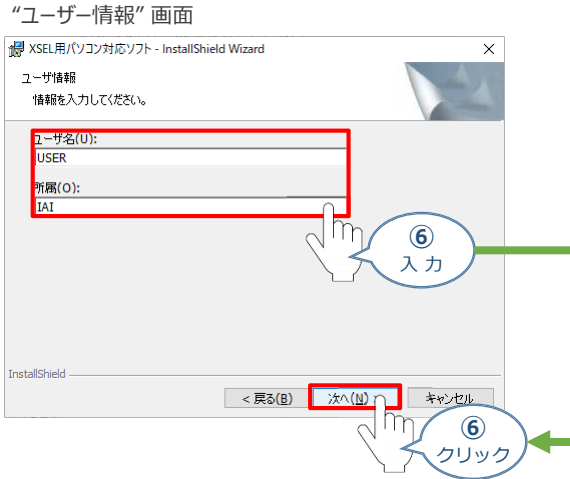 “ユーザー情報” 画面
XSEL用パソコン対応ソフト - InstallShield Wizard
ユーザ情報
情報を入力してください。
ユーザ名(U):
USER
所属(O):
IAI
⑥
入 力
InstallShield
< 戻る(B)
次へ(N) >
キャンセル
⑥
クリック